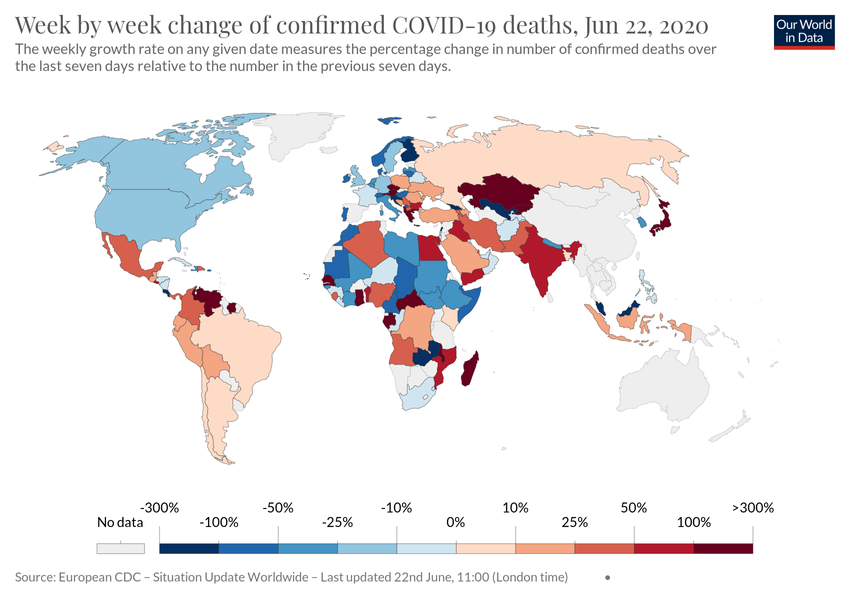 Week by week change of confirmed COVID-19 deaths, Jun 22, 2020
Our World
in Data
The weekly growth rate on any given date measures the percentage change in number of confirmed deaths over
the last seven days relative to the number in the previous seven days.
-300% -50% -10% 10% 50% >300%
No data -100% -25% 0% 25% 100%
Source: European CDC – Situation Update Worldwide – Last updated 22nd June, 11:00 (London time) •